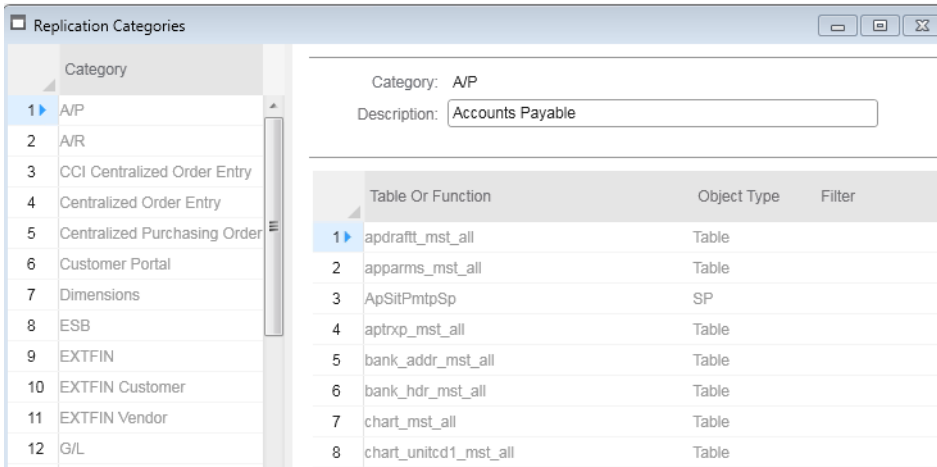 Replication Categories
Category
1 A/P
2 A/R
3 CCI Centralized Order Entry
4 Centralized Order Entry
5 Centralized Purchasing Order
6 Customer Portal
7 Dimensions
8 ESB
9 EXTFIN
10 EXTFIN Customer
11 EXTFIN Vendor
12 G/L
Category: A/P
Description: Accounts Payable
Table Or Function Object Type Filter
1 apdraftt_mst_all Table
2 apparms_mst_all Table
3 ApSitPmtpSp SP
4 aptrxp_mst_all Table
5 bank_addr_mst_all Table
6 bank_hdr_mst_all Table
7 chart_mst_all Table
8 chart_unitcd1_mst_all Table